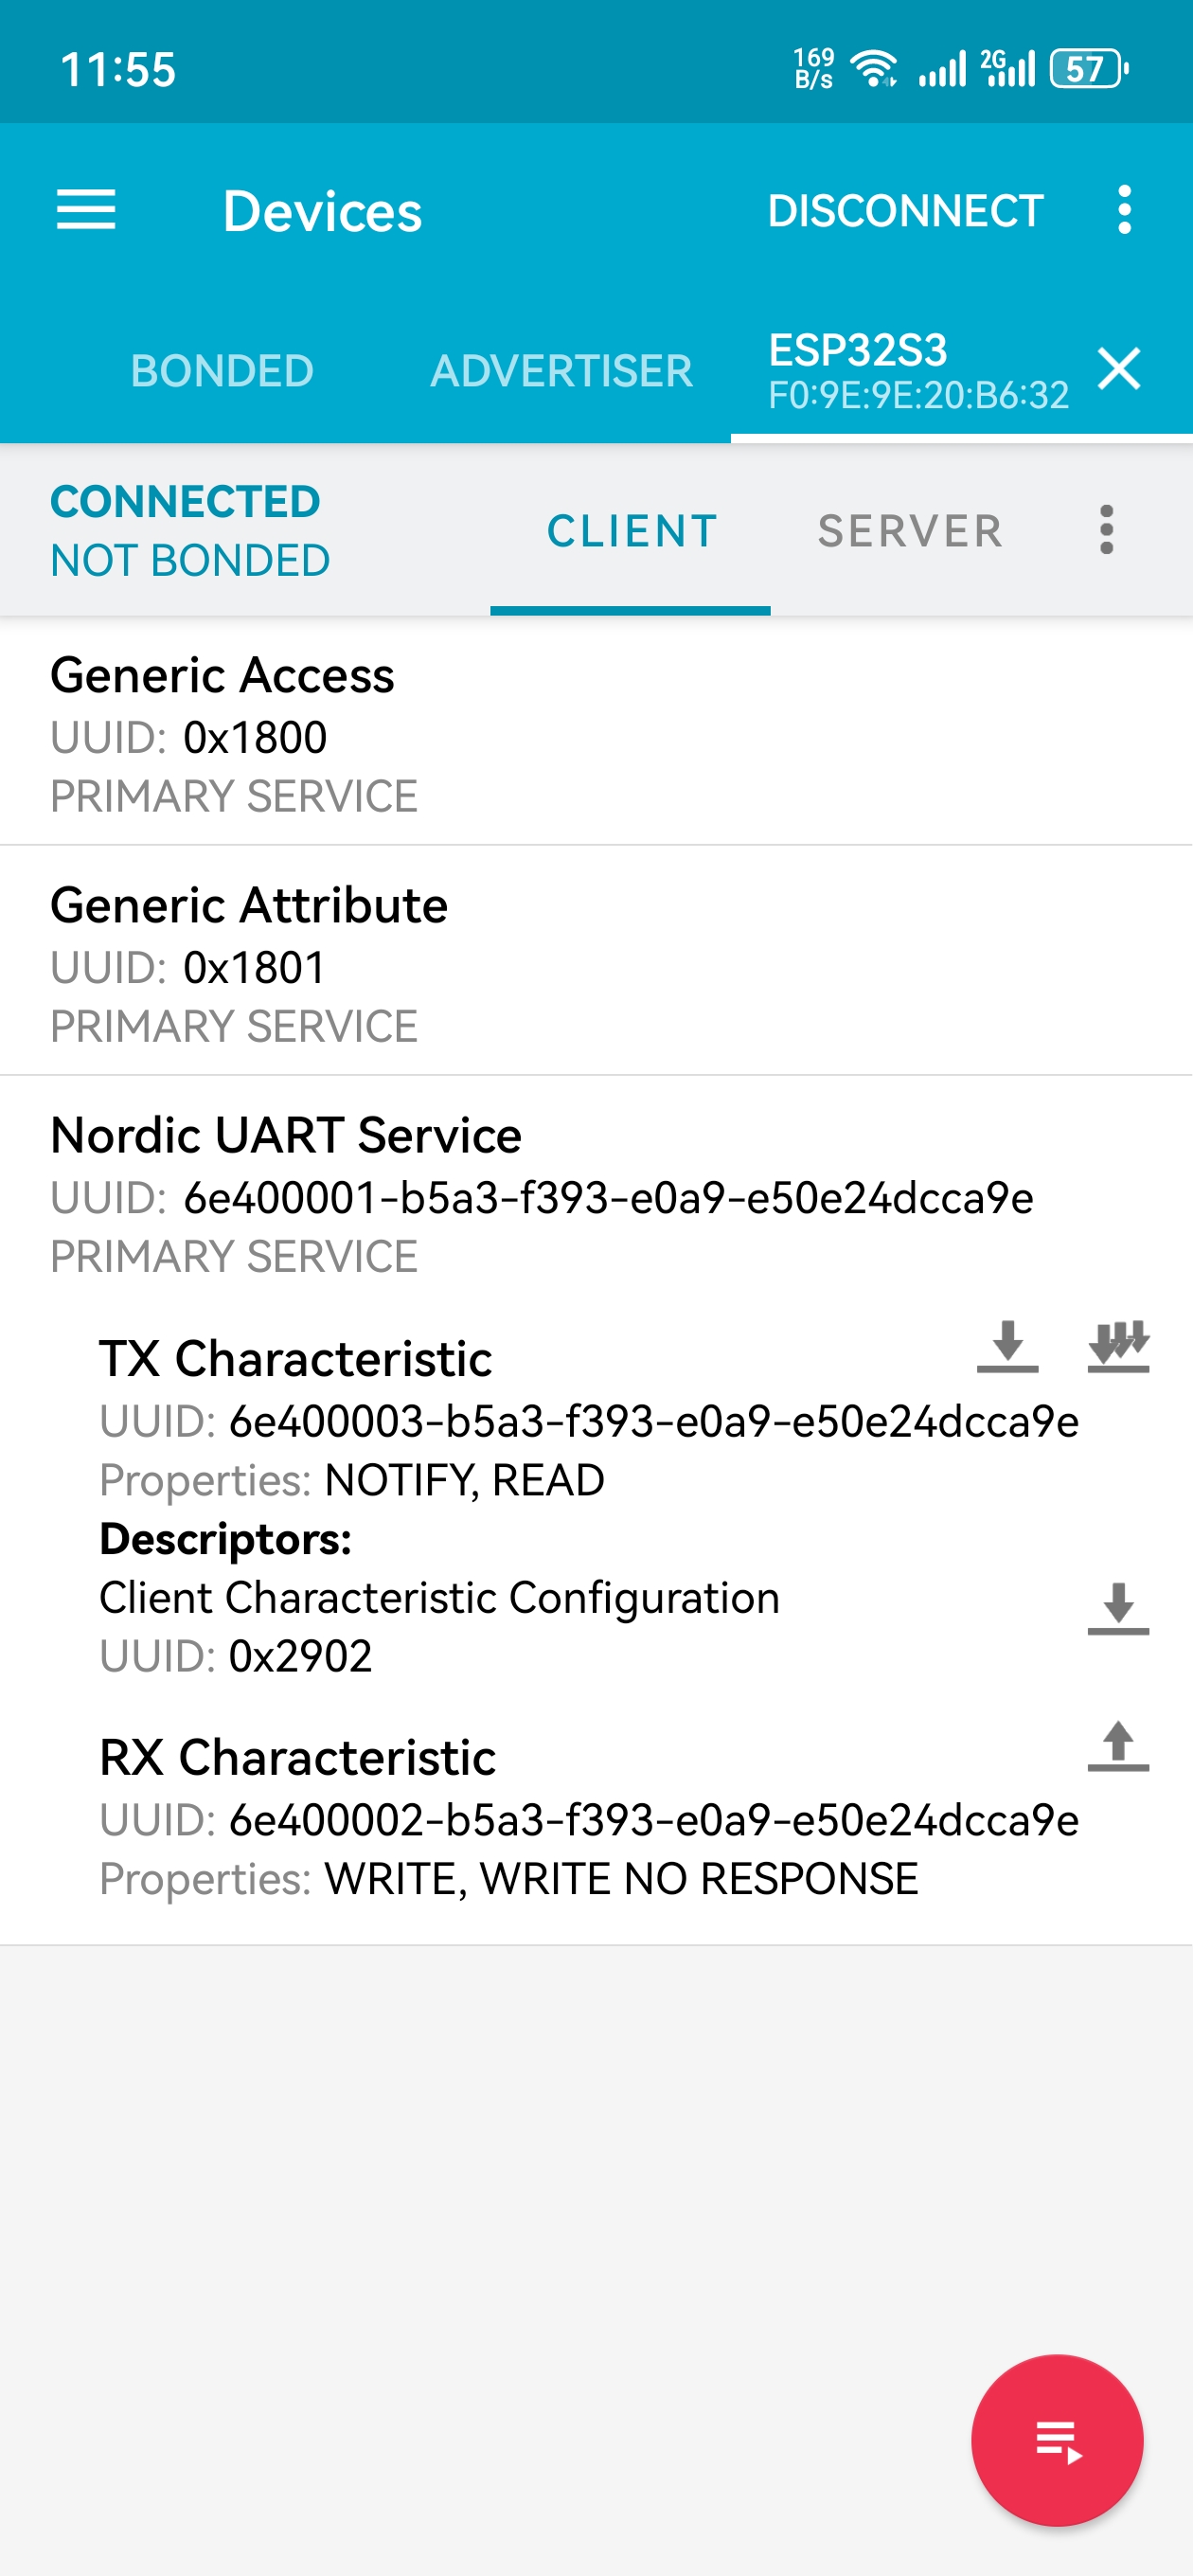 11:55
169
B/s
2G
57
Devices
DISCONNECT
BONDED
ADVERTISER
ESP32S3
F0:9E:9E:20:B6:32
CONNECTED
NOT BONDED
CLIENT
SERVER
Generic Access
UUID: 0x1800
PRIMARY SERVICE
Generic Attribute
UUID: 0x1801
PRIMARY SERVICE
Nordic UART Service
UUID: 6e400001-b5a3-f393-e0a9-e50e24dcca9e
PRIMARY SERVICE
TX Characteristic
UUID: 6e400003-b5a3-f393-e0a9-e50e24dcca9e
Properties: NOTIFY, READ
Descriptors:
Client Characteristic Configuration
UUID: 0x2902
RX Characteristic
UUID: 6e400002-b5a3-f393-e0a9-e50e24dcca9e
Properties: WRITE, WRITE NO RESPONSE